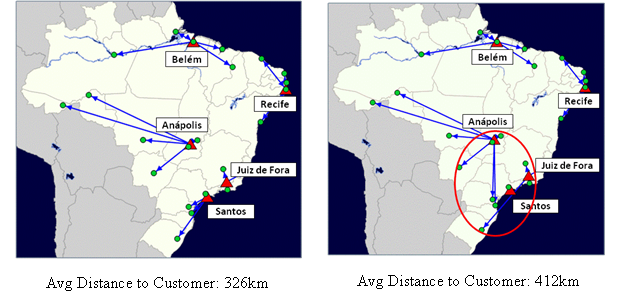 Belém
Recife
Anápolis
Juiz de Fora
Santos
Avg Distance to Customer: 326km
Belém
Recife
Anápolis
Juiz de Fora
Santos
Avg Distance to Customer: 412km